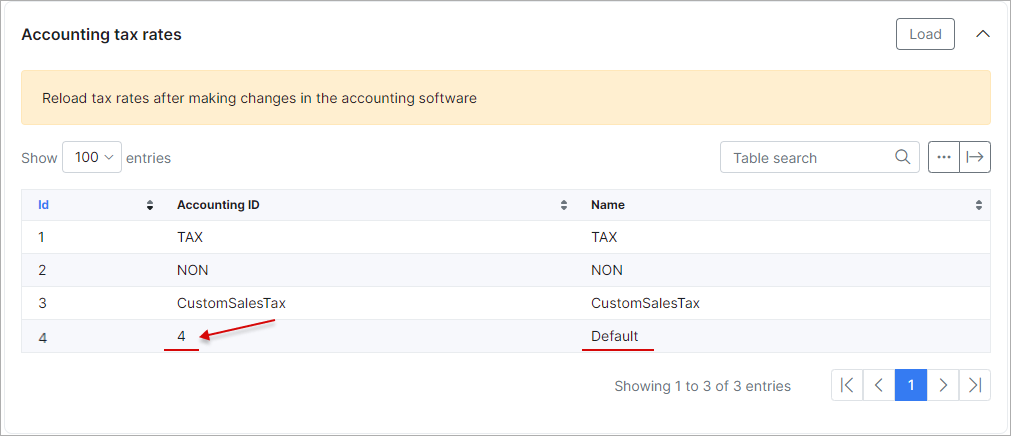 Accounting tax rates Load
Reload tax rates after making changes in the accounting software
Show 100 entries Table search
Id Accounting ID Name
1 TAX TAX
2 NON NON
3 CustomSalesTax CustomSalesTax
4 4 Default
Showing 1 to 3 of 3 entries 1